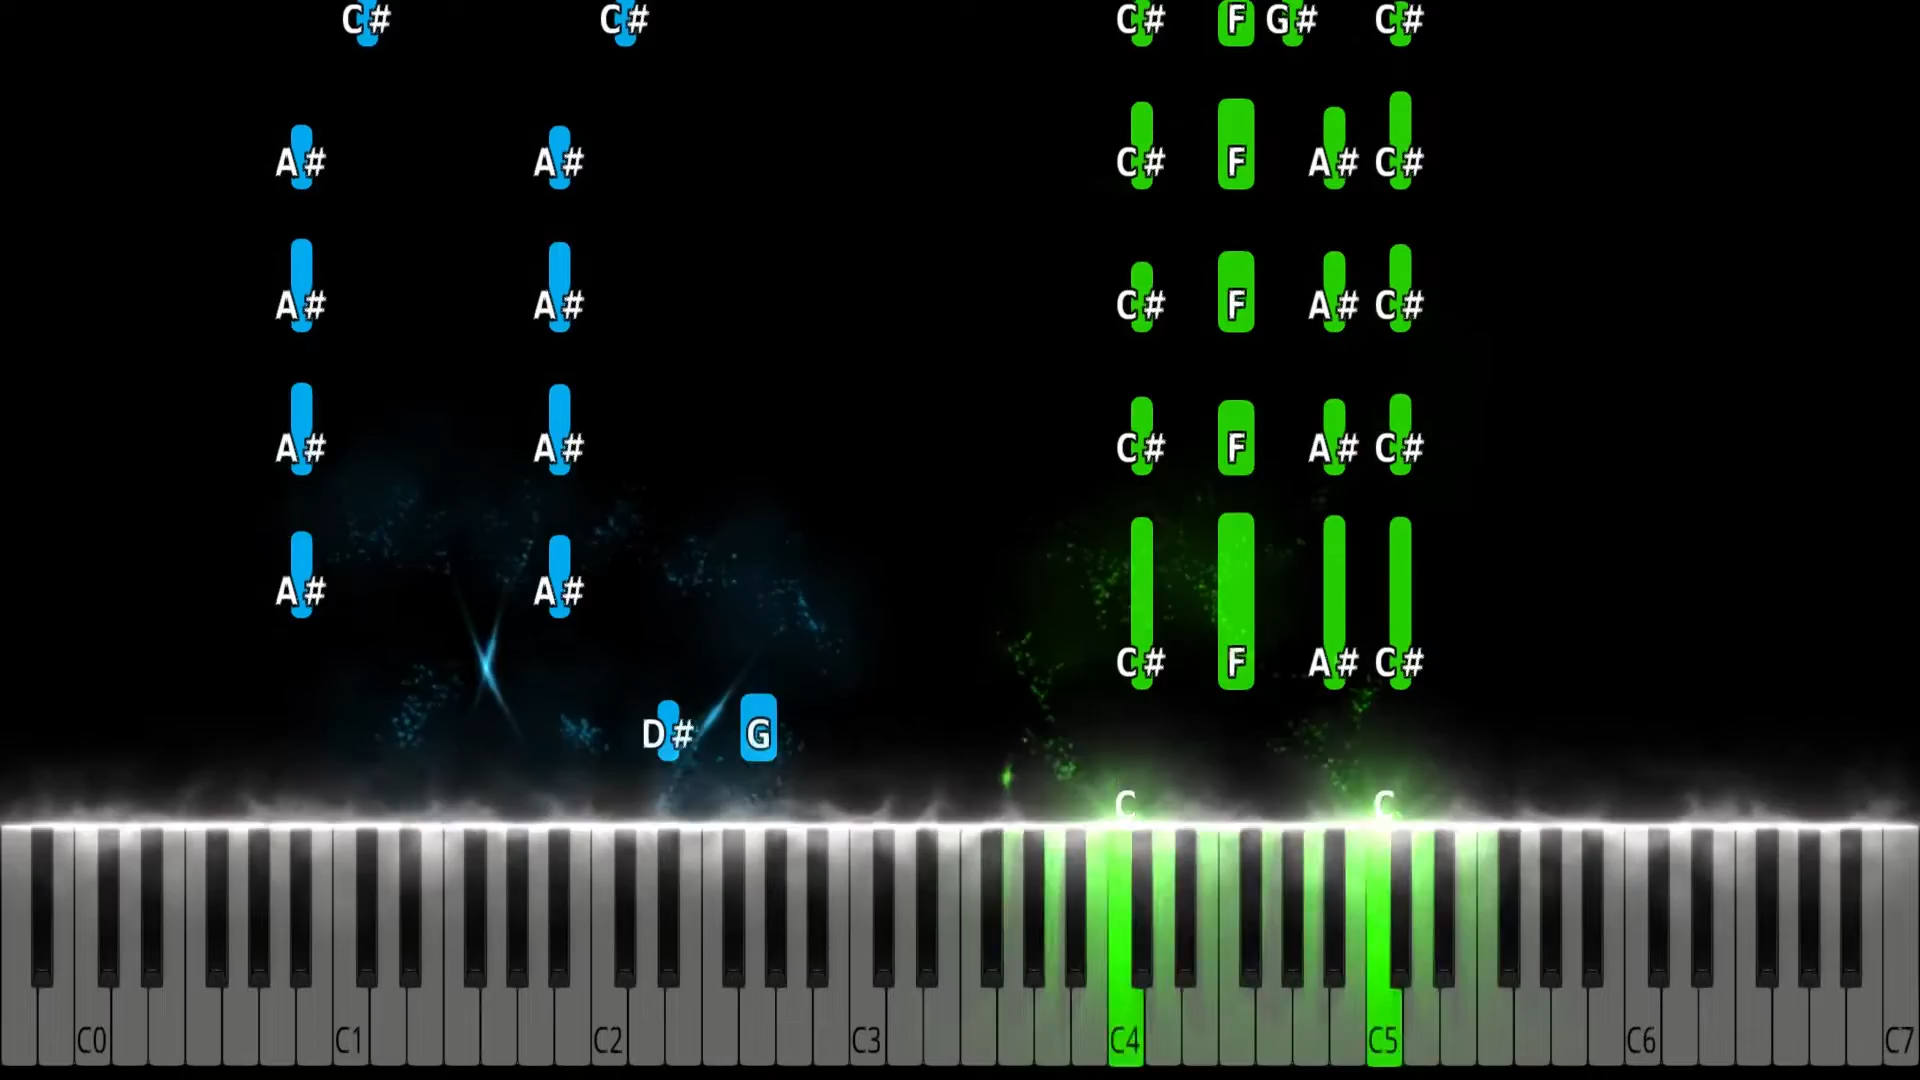 C# C# C# F G# C#
A# A# C# F A# C#
A# A# C# F A# C#
A# A# C# F A# C#
A# A#
C# F A# C#
D# G
C C
C0 C1 C2 C3 C4 C5 C6 C7